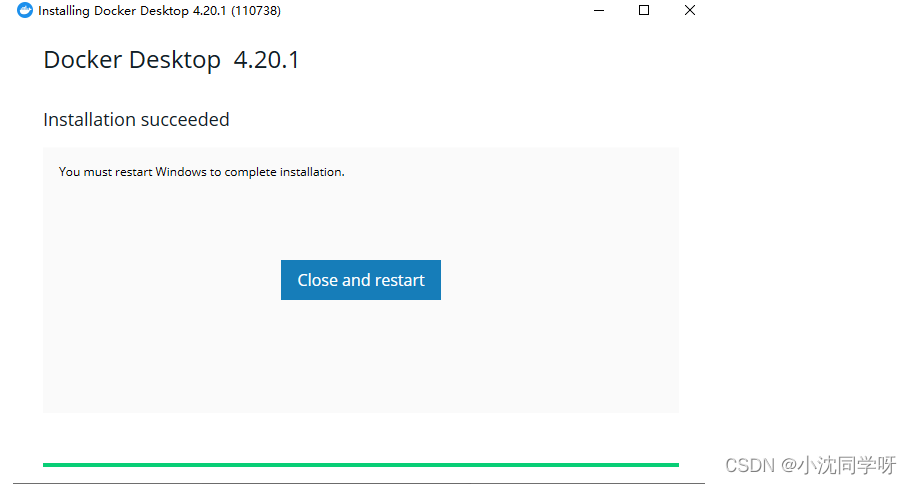 Installing Docker Desktop 4.20.1 (110738)
Docker Desktop 4.20.1
Installation succeeded
You must restart Windows to complete installation.
Close and restart
CSDN @小沈同学呀